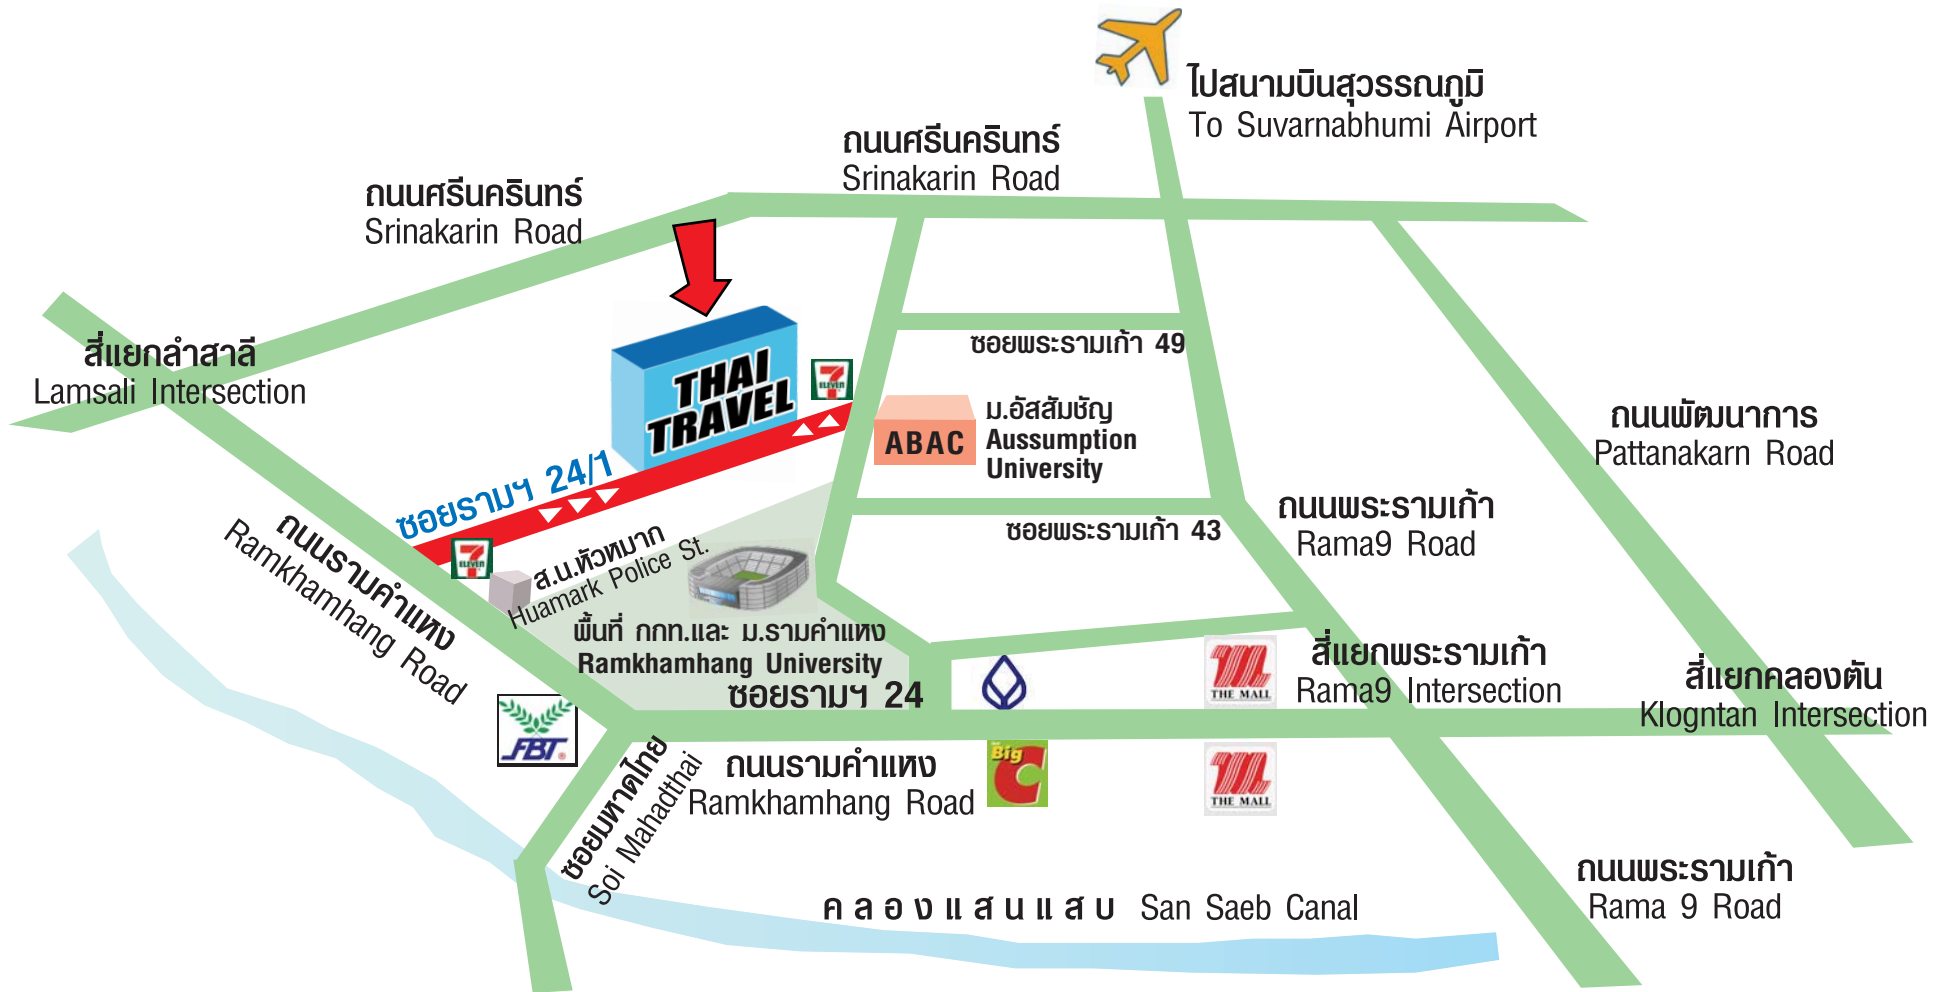 ไปสนามบินสุวรรณภูมิ
To Suvarnabhumi Airport
ถนนศรีนครินทร์
Srinakarin Road
ถนนศรีนครินทร์
Srinakarin Road
สี่แยกลำสาลี
Lamsali Intersection
THAI
TRAVEL
7
ELEVEN
ซอยพระรามเก้า 49
ABAC
ม.อัสสัมชัญ
Aussumption
University
ถนนพัฒนาการ
Pattanakarn Road
ซอยรามฯ 24/1
ซอยพระรามเก้า 43
ถนนพระรามเก้า
Rama9 Road
ถนนรามคำแหง
Ramkhamhang Road
7
ELEVEN
ส.น.หัวหมาก
Huamark Police St.
พื้นที่ กกท.และ ม.รามคำแหง
Ramkhamhang University
ซอยรามฯ 24
THE MALL
สี่แยกพระรามเก้า
Rama9 Intersection
สี่แยกคลองตัน
Klogntan Intersection
FBT®
ซอยมหาดไทย
Soi Mahadthai
ถนนรามคำแหง
Ramkhamhang Road
Big
C
THE MALL
ถนนพระรามเก้า
Rama 9 Road
คลองแสนแสบ San Saeb Canal